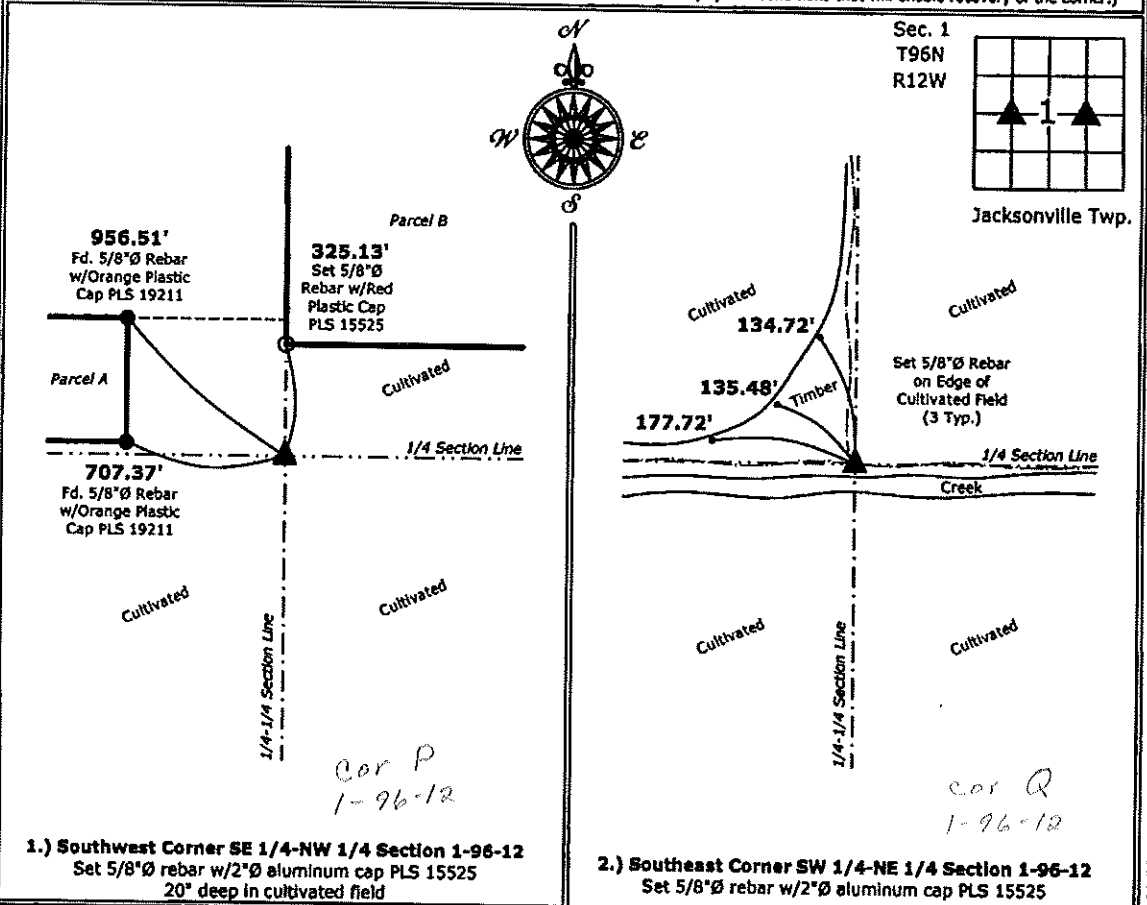 Sec. 1
T96N
R12W
1
Jacksonville Twp.
N
W
E
S
Parcel B
956.51'
Fd. 5/8"Ø Rebar
w/Orange Plastic
Cap PLS 19211
325.13'
Set 5/8"Ø
Rebar w/Red
Plastic Cap
PLS 15525
Parcel A
Cultivated
1/4 Section Line
707.37'
Fd. 5/8"Ø Rebar
w/Orange Plastic
Cap PLS 19211
Cultivated
Cultivated
1/4-1/4 Section Line
Cor P
1-96-12
1.) Southwest Corner SE 1/4-NW 1/4 Section 1-96-12
Set 5/8"Ø rebar w/2"Ø aluminum cap PLS 15525
20" deep in cultivated field
Cultivated
Cultivated
134.72'
135.48'
Timber
177.72'
Set 5/8"Ø Rebar
on Edge of
Cultivated Field
(3 Typ.)
1/4 Section Line
Creek
Cultivated
Cultivated
1/4-1/4 Section Line
cor Q
1-96-12
2.) Southeast Corner SW 1/4-NE 1/4 Section 1-96-12
Set 5/8"Ø rebar w/2"Ø aluminum cap PLS 15525